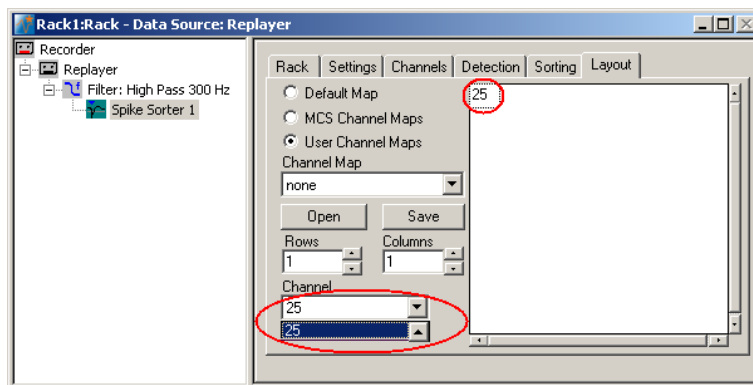 Rack1:Rack - Data Source: Replayer
Recorder
Replayer
Filter: High Pass 300 Hz
Spike Sorter 1
Rack Settings Channels Detection Sorting Layout
Default Map
MCS Channel Maps
User Channel Maps
Channel Map
none
Open Save
Rows Columns
1 1
Channel
25
25
25